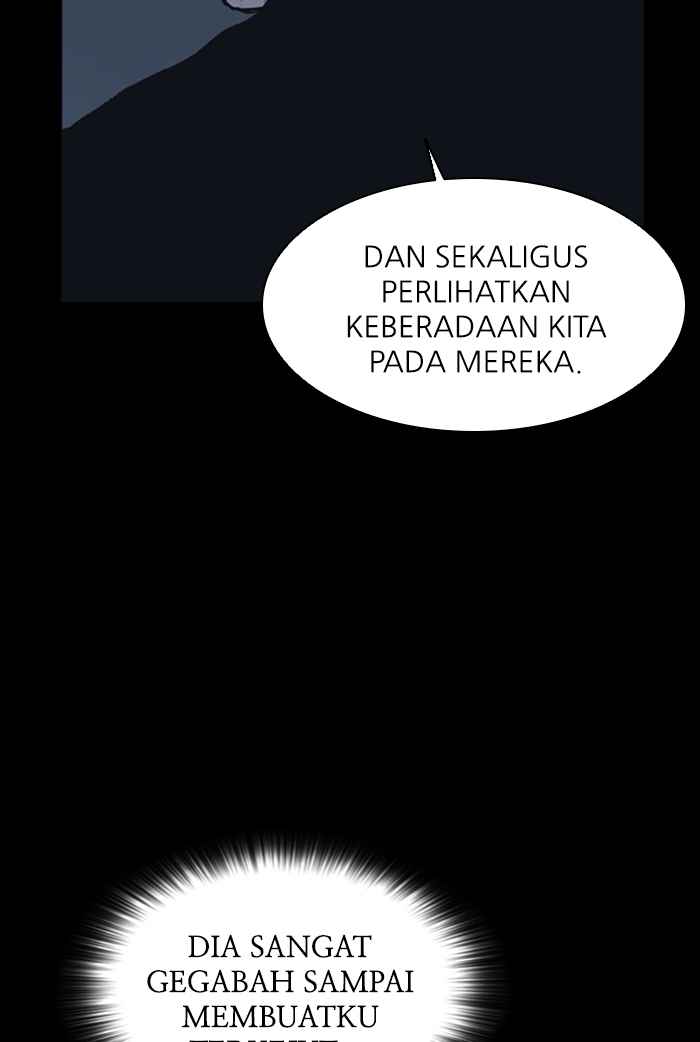 DAN SEKALIGUS
PERLIHATKAN
KEBERADAAN KITA
PADA MEREKA.
DIA SANGAT
GEGABAH SAMPAI
MEMBUATKU